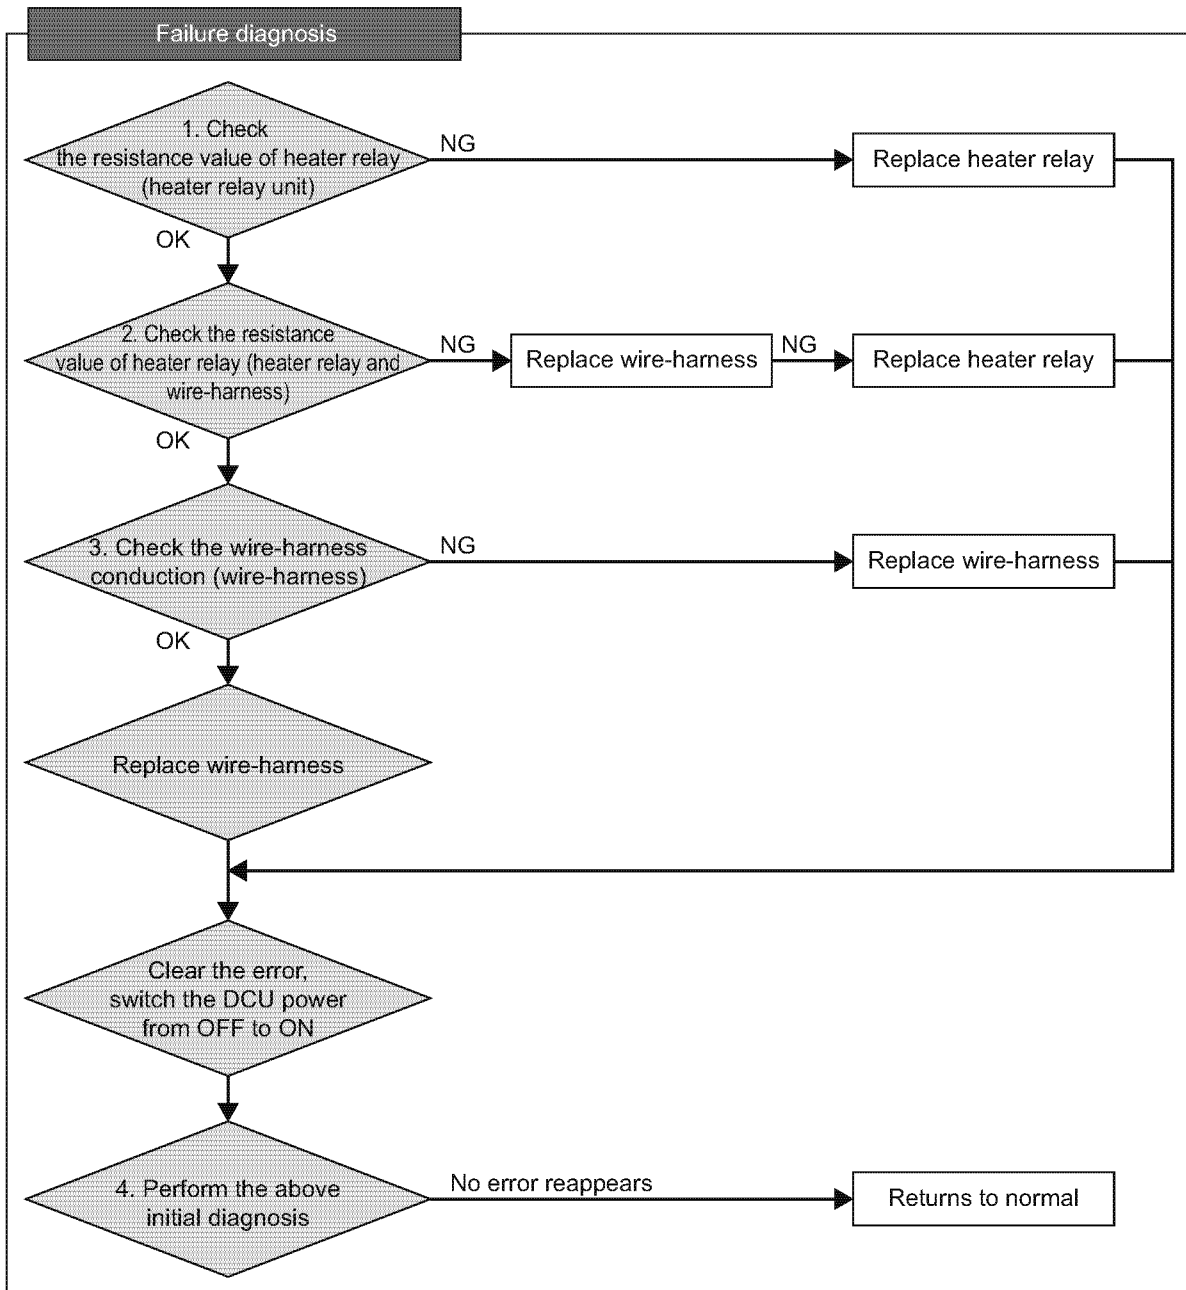 Failure diagnosis
1. Check
the resistance value of heater relay
(heater relay unit)
NG
Replace heater relay
OK
2. Check the resistance
value of heater relay (heater relay and
wire-harness)
NG
Replace wire-harness
NG
Replace heater relay
OK
3. Check the wire-harness
conduction (wire-harness)
NG
Replace wire-harness
OK
Replace wire-harness
Clear the error,
switch the DCU power
from OFF to ON
4. Perform the above
initial diagnosis
No error reappears
Returns to normal